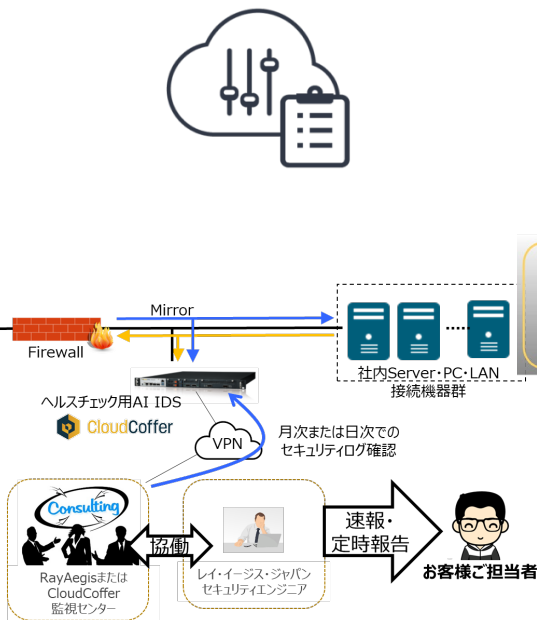 Mirror
Firewall
社内Server・PC・LAN
接続機器群
ヘルスチェック用AI IDS
CloudCoffer
VPN
月次または日次での
セキュリティログ確認
Consulting
協働
速報・
定時報告
RayAegisまたは
CloudCoffer
監視センター
レイ・イージス・ジャパン
セキュリティエンジニア
お客様ご担当者